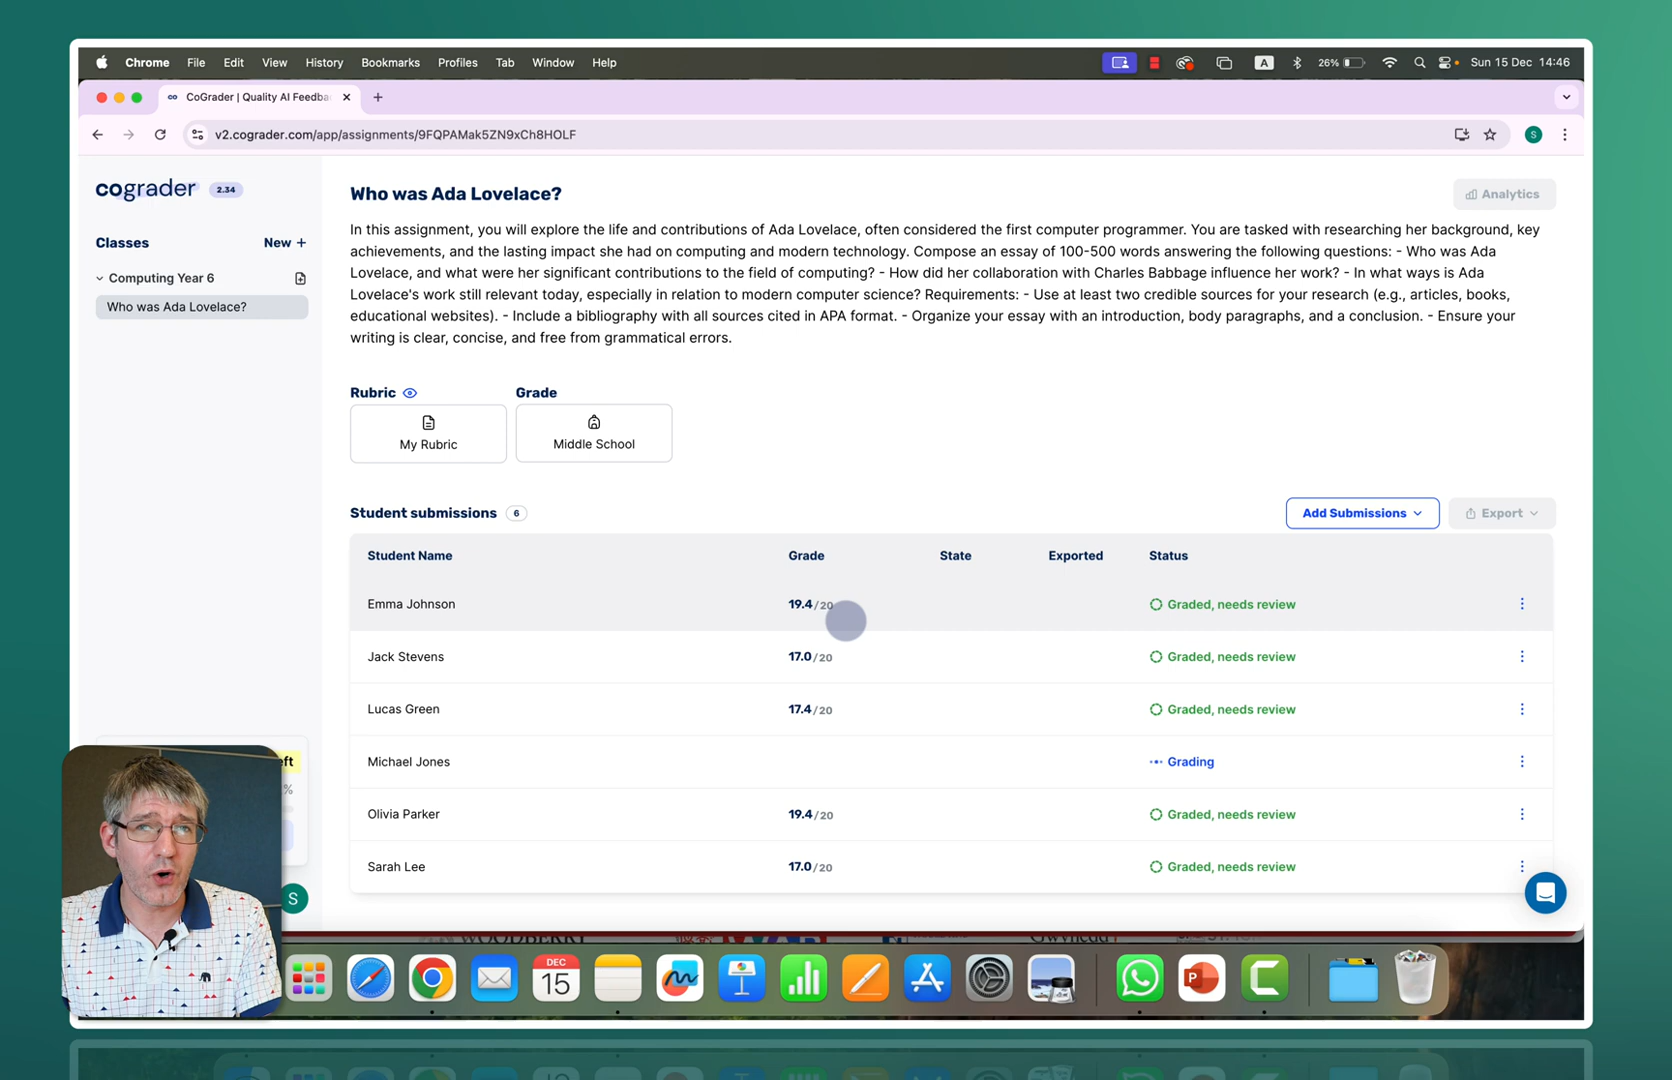 Chrome File Edit View History Bookmarks Profiles Tab Window Help A 26% Sun 15 Dec 14:46
CoGrader | Quality AI Feedba
v2.cograder.com/app/assignments/9FQPAMak5ZN9xCh8HOLF S
cograder 2.34
Classes New +
Computing Year 6
Who was Ada Lovelace?
Who was Ada Lovelace? Analytics
In this assignment, you will explore the life and contributions of Ada Lovelace, often considered the first computer programmer. You are tasked with researching her background, key
achievements, and the lasting impact she had on computing and modern technology. Compose an essay of 100-500 words answering the following questions: - Who was Ada
Lovelace, and what were her significant contributions to the field of computing? - How did her collaboration with Charles Babbage influence her work? - In what ways is Ada
Lovelace's work still relevant today, especially in relation to modern computer science? Requirements: - Use at least two credible sources for your research (e.g., articles, books,
educational websites). - Include a bibliography with all sources cited in APA format. - Organize your essay with an introduction, body paragraphs, and a conclusion. - Ensure your
writing is clear, concise, and free from grammatical errors.
Rubric Grade
My Rubric Middle School
Student submissions 6 Add Submissions Export
Student Name Grade State Exported Status
Emma Johnson 19.4/20 Graded, needs review
Jack Stevens 17.0/20 Graded, needs review
Lucas Green 17.4/20 Graded, needs review
Michael Jones Grading
Olivia Parker 19.4/20 Graded, needs review
Sarah Lee 17.0/20 Graded, needs review
eft
%
S
DEC
15
P